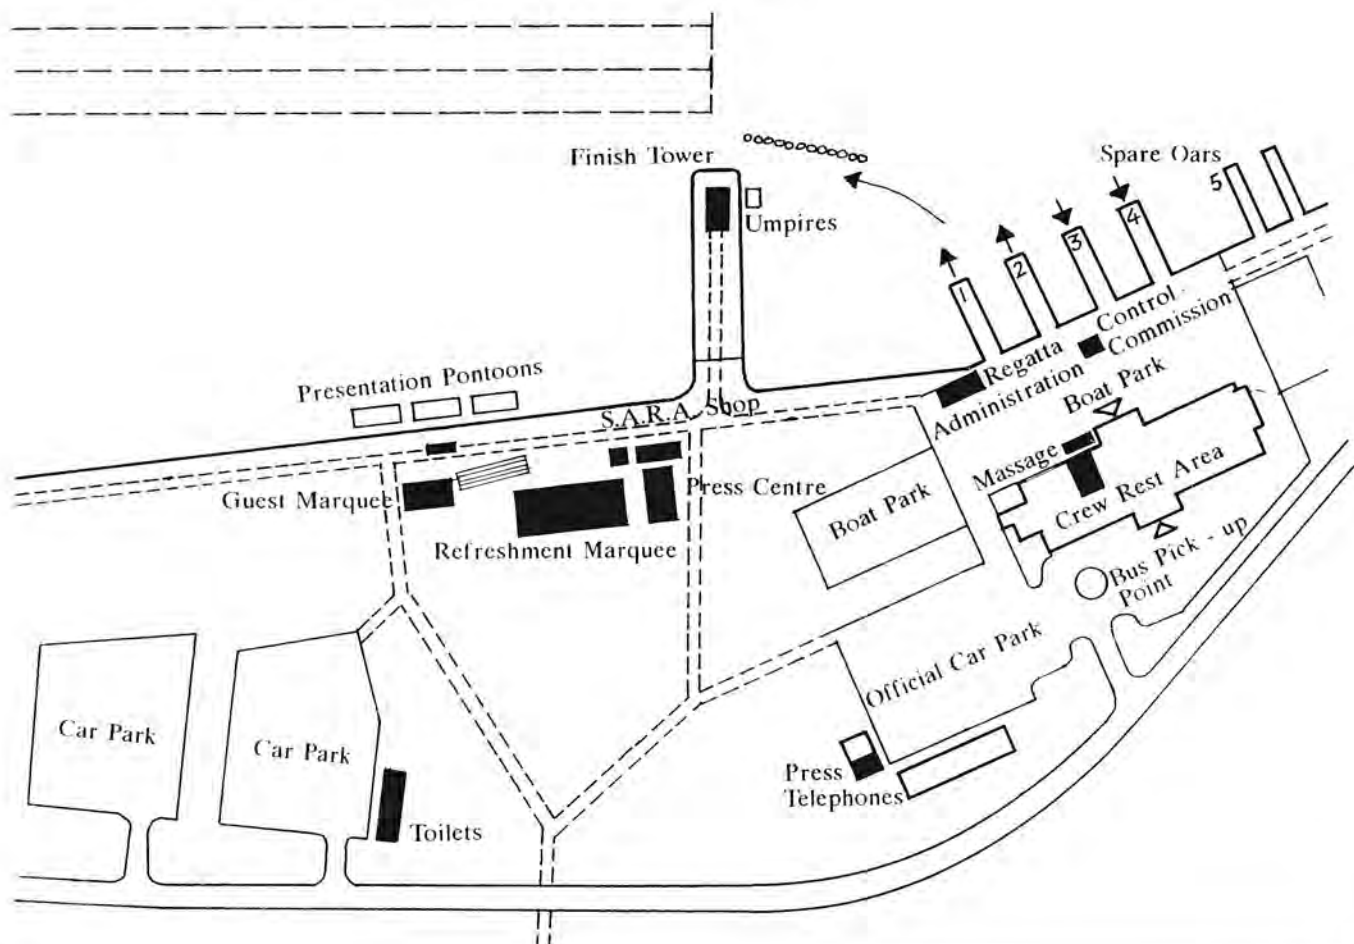 Finish Tower
Umpires
Spare Oars
1
2
3
4
5
Control
Commission
Regatta
Administration
Boat Park
Presentation Pontoons
S.A.R.A. Shop
Massage
Crew Rest Area
Guest Marquee
Press Centre
Boat Park
Refreshment Marquee
Bus Pick - up
Point
Official Car Park
Car Park
Car Park
Press
Telephones
Toilets